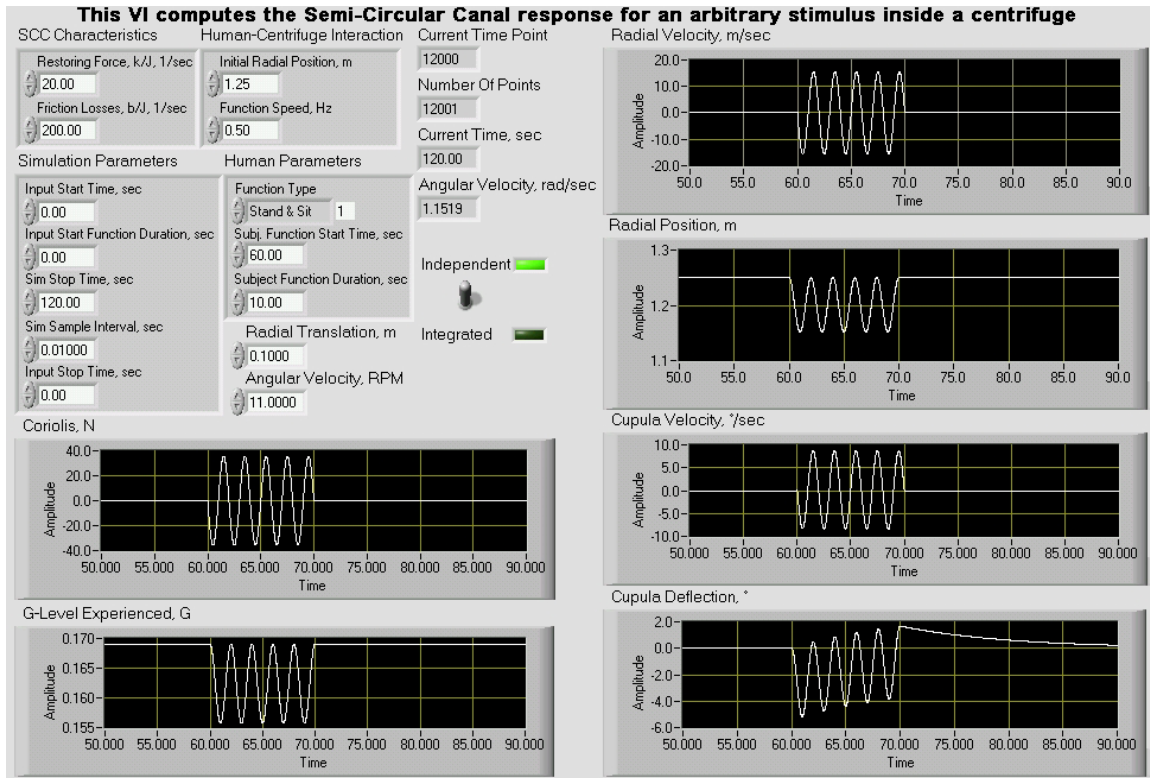 This VI computes the Semi-Circular Canal response for an arbitrary stimulus inside a centrifuge
SCC Characteristics
Restoring Force, k/J, 1/sec
20.00
Friction Losses, b/J, 1/sec
200.00
Human-Centrifuge Interaction
Initial Radial Position, m
1.25
Function Speed, Hz
0.50
Current Time Point
12000
Number Of Points
12001
Current Time, sec
120.00
Angular Velocity, rad/sec
1.1519
Simulation Parameters
Input Start Time, sec
0.00
Input Start Function Duration, sec
0.00
Sim Stop Time, sec
120.00
Sim Sample Interval, sec
0.01000
Input Stop Time, sec
0.00
Human Parameters
Function Type
Stand & Sit 1
Subj. Function Start Time, sec
60.00
Subject Function Duration, sec
10.00
Radial Translation, m
0.1000
Angular Velocity, RPM
11.0000
Independent
Integrated
Coriolis, N
Amplitude
40.0
20.0
0.0
-20.0
-40.0
50.000 55.000 60.000 65.000 70.000 75.000 80.000 85.000 90.000
Time
G-Level Experienced, G
Amplitude
0.170
0.165
0.160
0.155
50.000 55.000 60.000 65.000 70.000 75.000 80.000 85.000 90.000
Time
Radial Velocity, m/sec
Amplitude
20.0
10.0
0.0
-10.0
-20.0
50.0 55.0 60.0 65.0 70.0 75.0 80.0 85.0 90.0
Time
Radial Position, m
Amplitude
1.3
1.2
1.1
50.0 55.0 60.0 65.0 70.0 75.0 80.0 85.0 90.0
Time
Cupula Velocity, °/sec
Amplitude
10.0
5.0
0.0
-5.0
-10.0
50.000 55.000 60.000 65.000 70.000 75.000 80.000 85.000 90.000
Time
Cupula Deflection, °
Amplitude
2.0
0.0
-2.0
-4.0
-6.0
50.000 55.000 60.000 65.000 70.000 75.000 80.000 85.000 90.000
Time